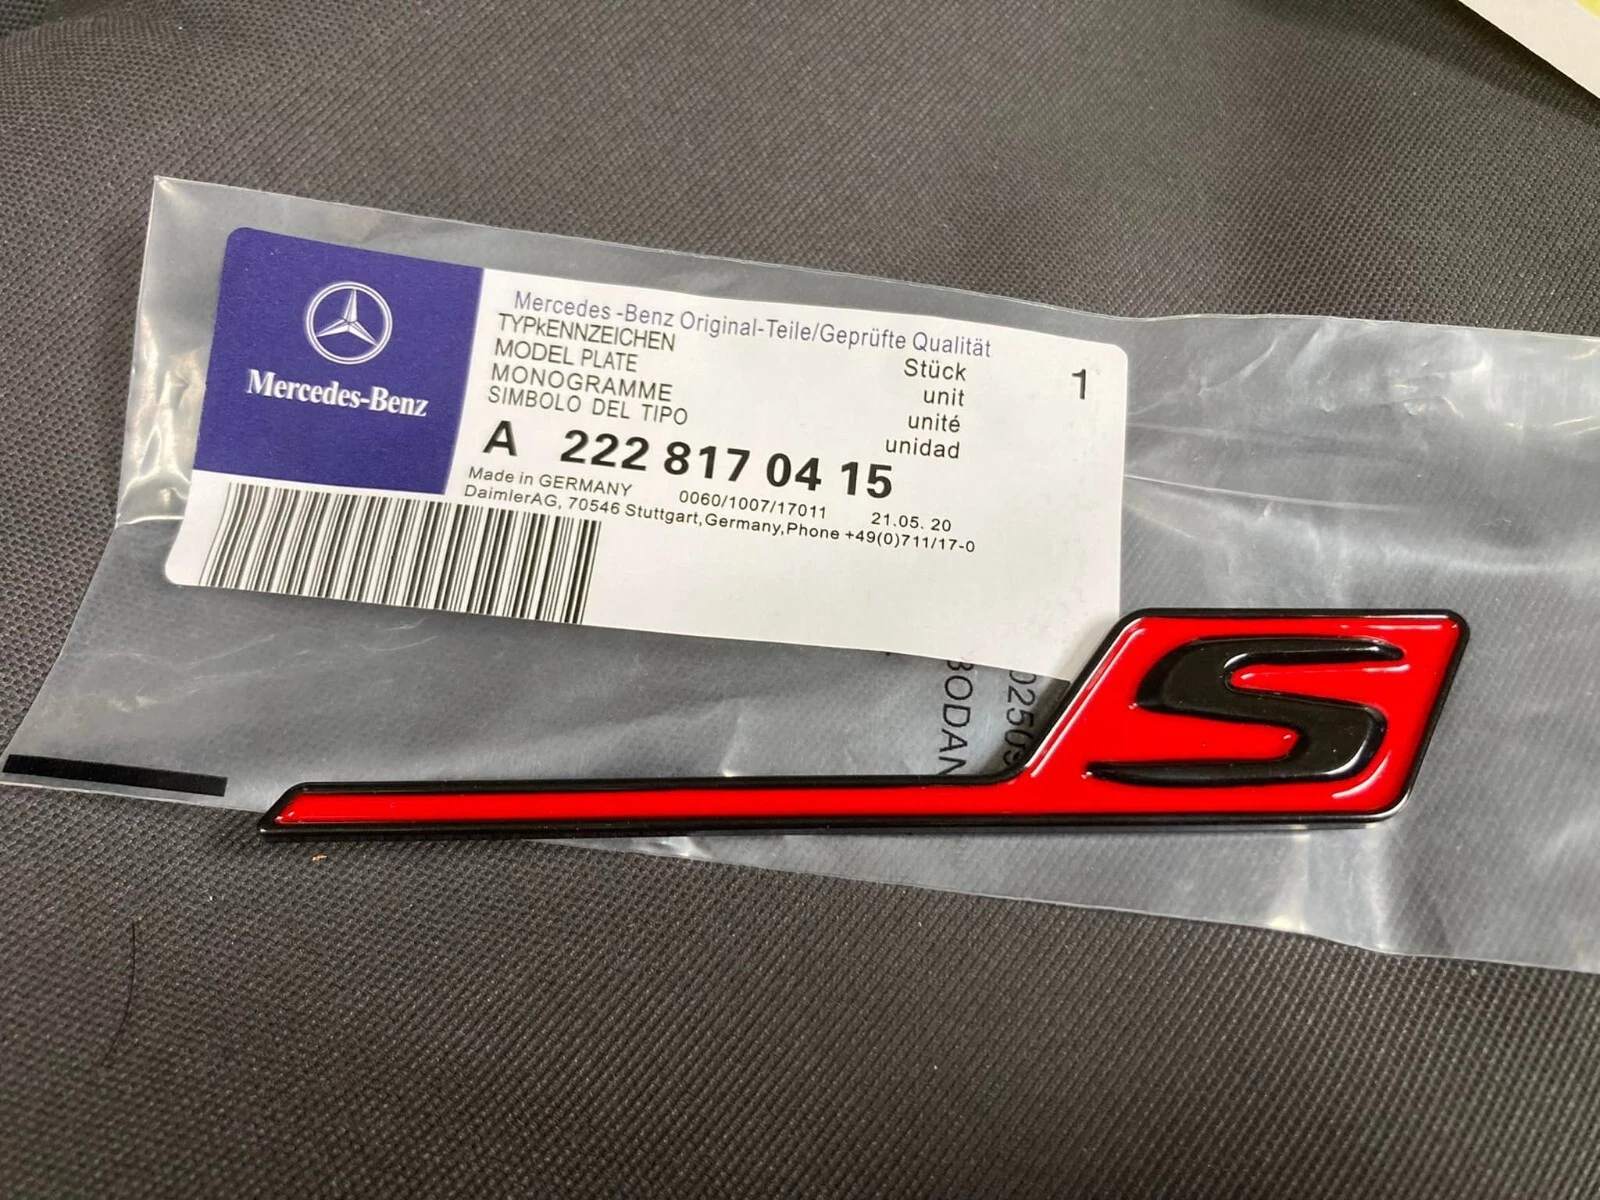 Mercedes-Benz
Mercedes -Benz Original-Teile/Geprüfte Qualität
TYPkENNZEICHEN
MODEL PLATE
MONOGRAMME
SIMBOLO DEL TIPO
Stück
unit
unité
unidad
1
A 222 817 04 15
Made in GERMANY 0060/1007/17011 21.05. 20
DaimlerAG, 70546 Stuttgart,Germany,Phone +49(0)711/17-0
S